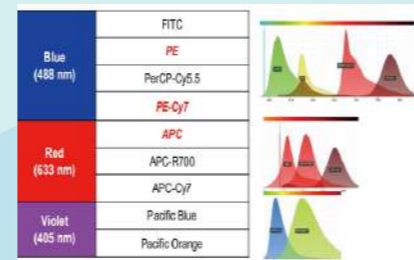 Blue
(488 nm)
FITC
PE
PerCP-Cy5.5
PE-Cy7
Red
(633 nm)
APC
APC-R700
APC-Cy7
Violet
(405 nm)
Pacific Blue
Pacific Orange